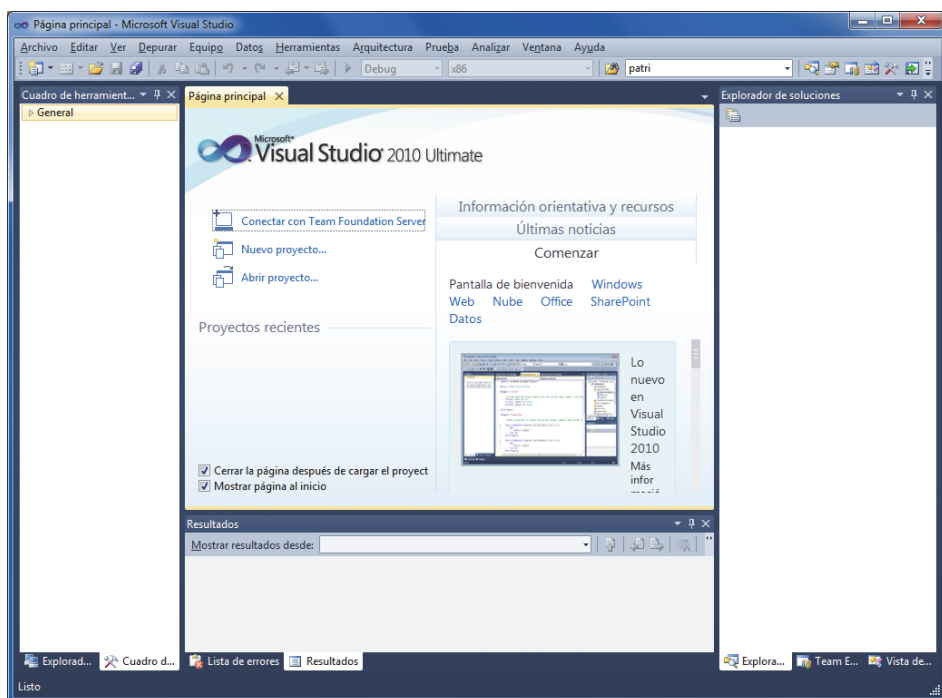 Página principal - Microsoft Visual Studio
Archivo Editar Ver Depurar Equipo Datos Herramientas Arquitectura Prueba Analizar Ventana Ayuda
Debug x86 patri
Cuadro de herramient...
General
Página principal
Microsoft
Visual Studio 2010 Ultimate
Conectar con Team Foundation Server
Nuevo proyecto...
Abrir proyecto...
Proyectos recientes
Cerrar la página después de cargar el proyect
Mostrar página al inicio
Información orientativa y recursos
Últimas noticias
Comenzar
Pantalla de bienvenida Windows
Web Nube Office SharePoint
Datos
Lo
nuevo
en
Visual
Studio
2010
Más
infor
Resultados
Mostrar resultados desde:
Explorador de soluciones
Explorad... Cuadro d... Lista de errores Resultados Explora... Team E... Vista de...
Listo